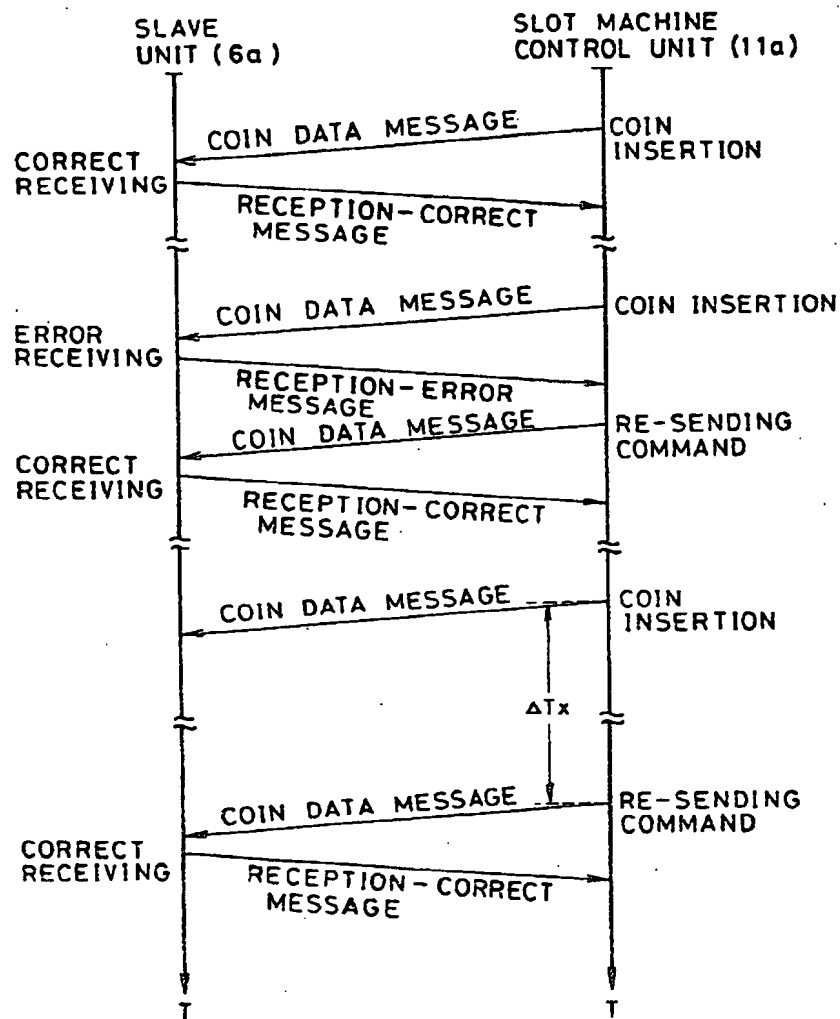 SLAVE
UNIT (6a)
SLOT MACHINE
CONTROL UNIT (11a)
COIN DATA MESSAGE
COIN
INSERTION
CORRECT
RECEIVING
RECEPTION-CORRECT
MESSAGE
COIN DATA MESSAGE
COIN INSERTION
ERROR
RECEIVING
RECEPTION-ERROR
MESSAGE
COIN DATA MESSAGE
RE-SENDING
COMMAND
CORRECT
RECEIVING
RECEPTION-CORRECT
MESSAGE
COIN DATA MESSAGE
COIN
INSERTION
ΔTx
COIN DATA MESSAGE
RE-SENDING
COMMAND
CORRECT
RECEIVING
RECEPTION-CORRECT
MESSAGE
T
T